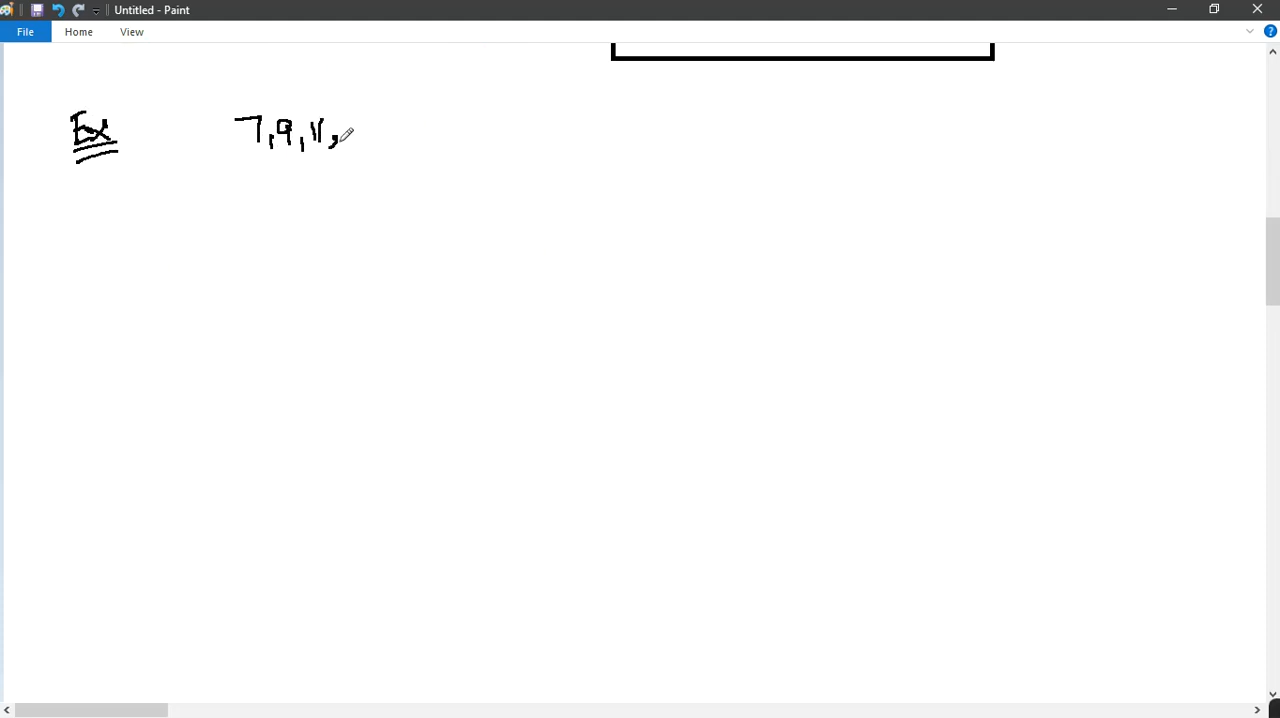 Untitled - Paint
File Home View
Ex 7, 9, 11,